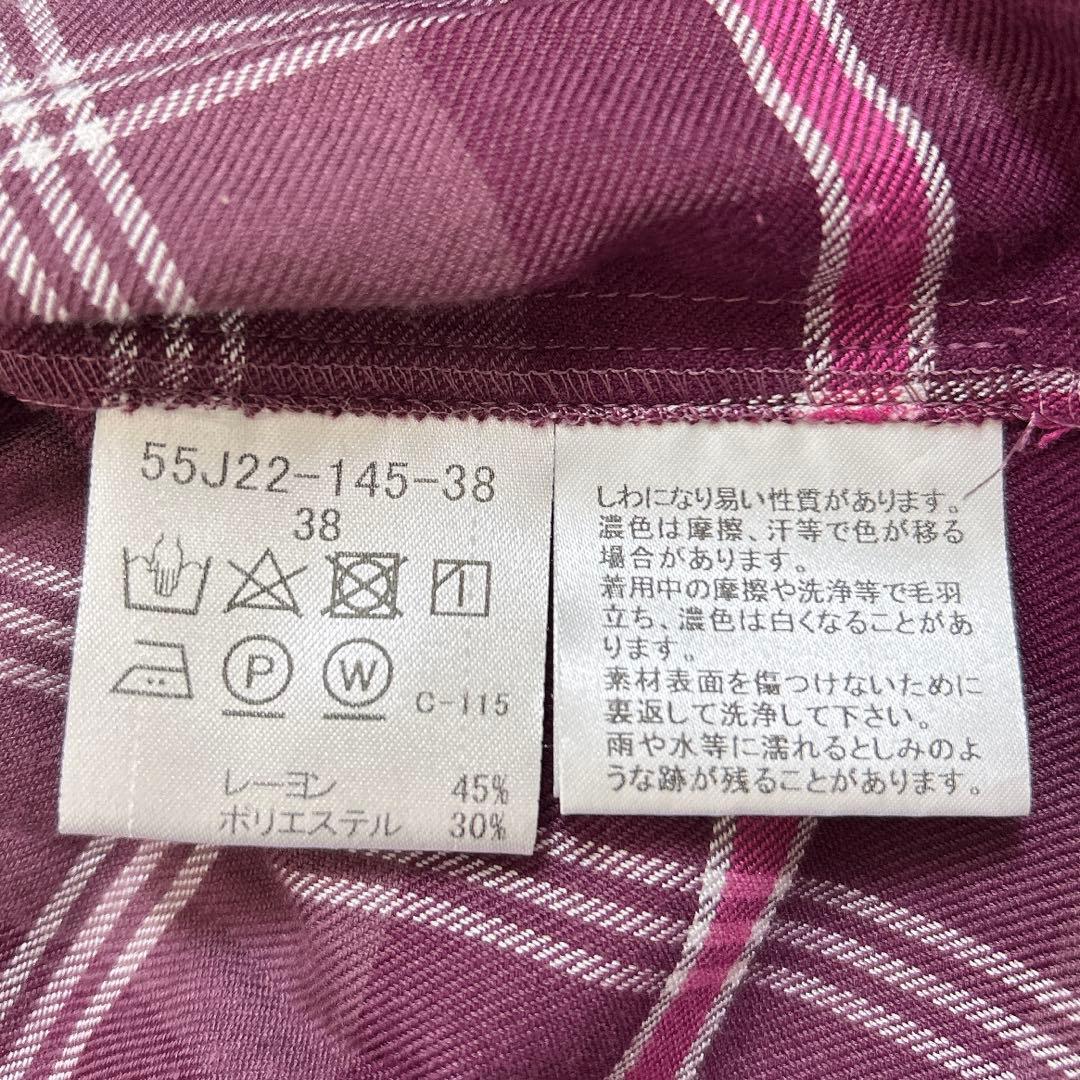 55J22-145-38
38
P
W
C-115
レーヨン 45%
ポリエステル 30%
しわになり易い性質があります。
濃色は摩擦、汗等で色が移る
場合があります。
着用中の摩擦や洗浄等で毛羽
立ち、濃色は白くなることがあ
ります。
素材表面を傷つけないために
裏返して洗浄して下さい。
雨や水等に濡れるとしみのよ
うな跡が残ることがあります。